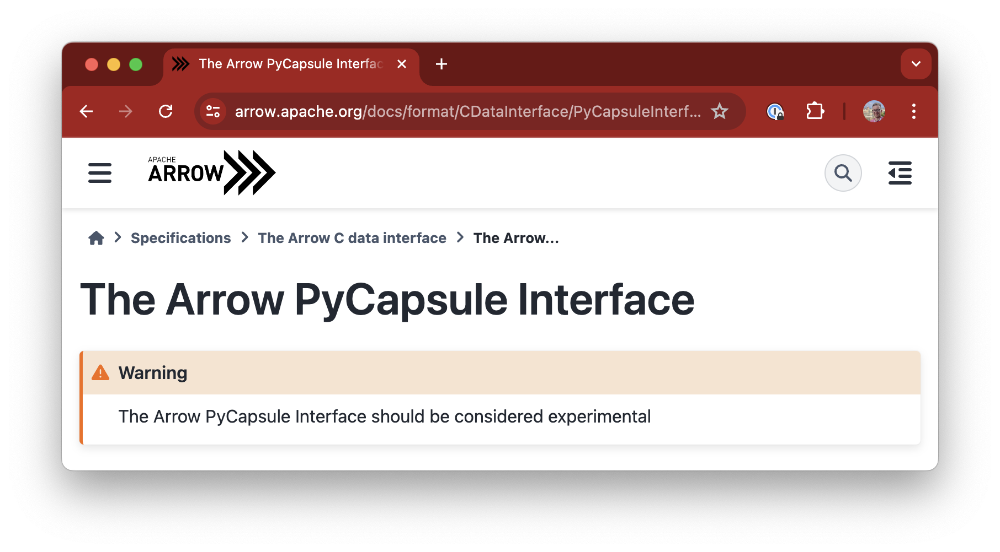 The Arrow PyCapsule Interfac
arrow.apache.org/docs/format/CDataInterface/PyCapsuleInterf...
APACHE
ARROW
Specifications > The Arrow C data interface > The Arrow...
The Arrow PyCapsule Interface
Warning
The Arrow PyCapsule Interface should be considered experimental